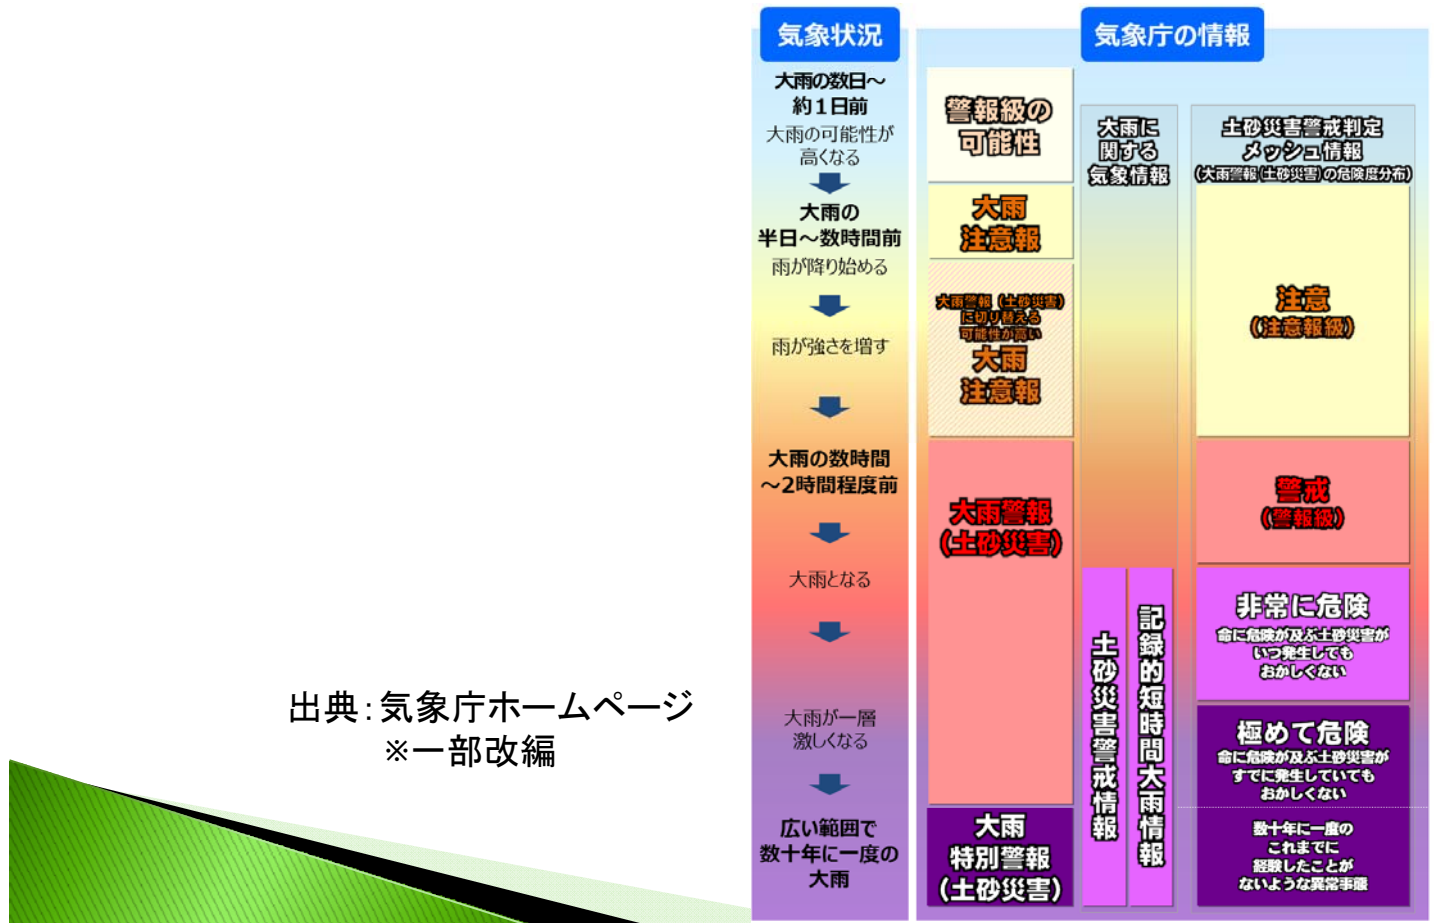 気象状況
大雨の数日～
約1日前
大雨の可能性が
高くなる
大雨の
半日～数時間前
雨が降り始める
雨が強さを増す
大雨の数時間
～2時間程度前
大雨となる
大雨が一層
激しくなる
広い範囲で
数十年に一度の
大雨
気象庁の情報
警報級の
可能性
大雨
注意報
大雨警報（土砂災害）
に切り替える
可能性が高い
大雨
注意報
大雨警報
（土砂災害）
大雨
特別警報
（土砂災害）
大雨に
関する
気象情報
土砂災害警戒情報
記録的短時間大雨情報
土砂災害警戒判定
メッシュ情報
（大雨警報（土砂災害）の危険度分布）
注意
（注意報級）
警戒
（警報級）
非常に危険
命に危険が及ぶ土砂災害が
いつ発生しても
おかしくない
極めて危険
命に危険が及ぶ土砂災害が
すでに発生していても
おかしくない
数十年に一度の
これまでに
経験したことが
ないような異常事態
出典：気象庁ホームページ
※一部改編